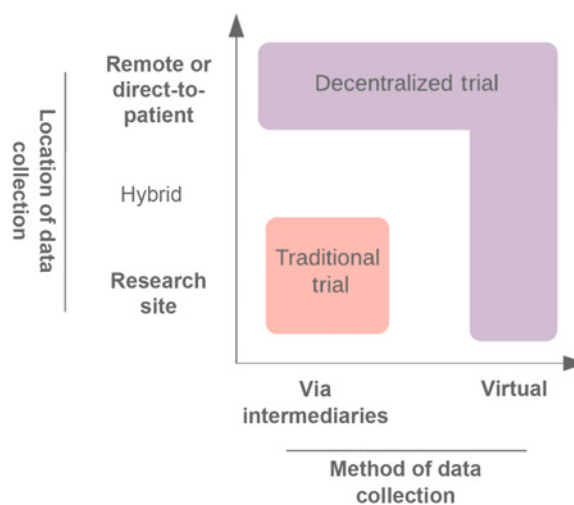 Remote or
direct-to-
patient
Decentralized trial
Location of data
collection
Hybrid
Traditional
trial
Research
site
Via
intermediaries
Virtual
Method of data
collection